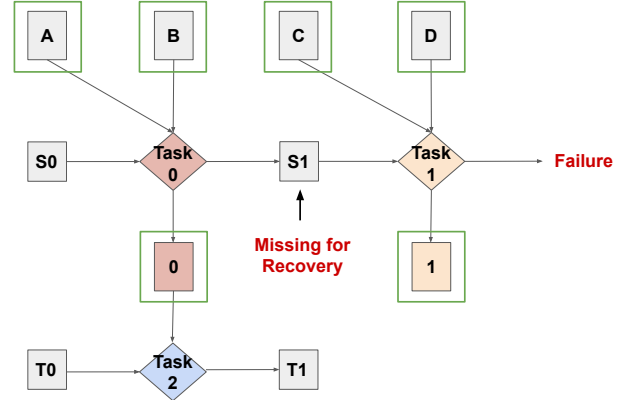 A
B
C
D
S0
Task
0
S1
Task
1
Failure
Missing for
Recovery
0
1
T0
Task
2
T1